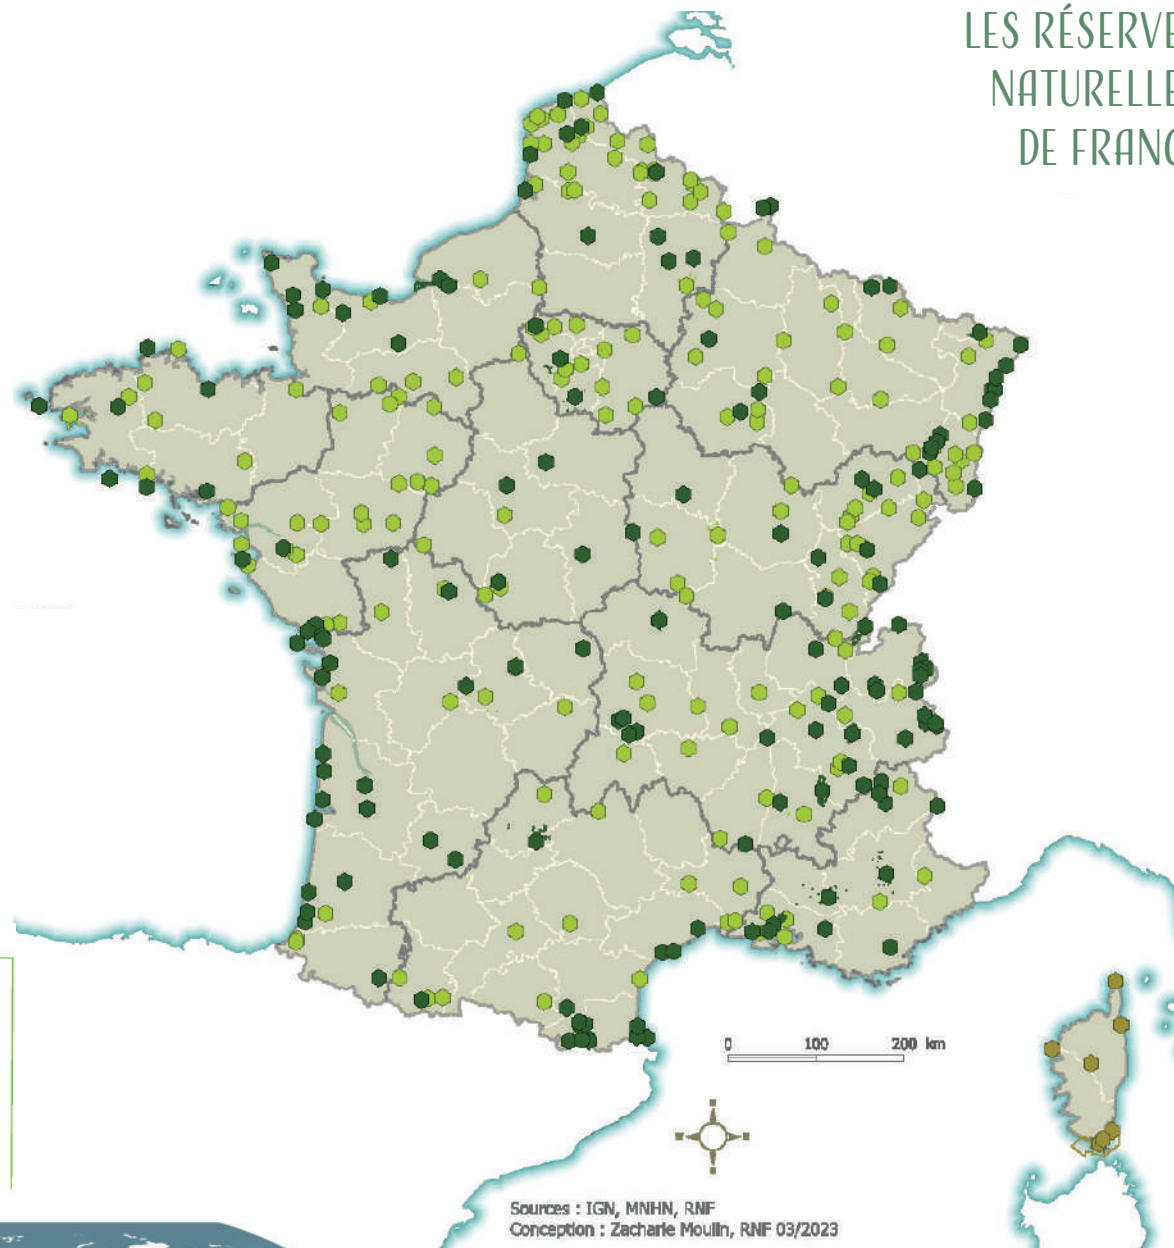 LES RÉSERVE
NATURELLE
DE FRANC
0 100 200 km
Sources : IGN, MNHN, RNF
Conception : Zacharie Moulin, RNF 03/2023